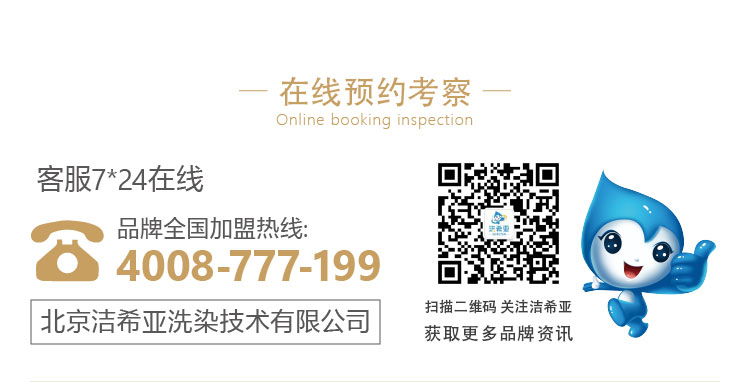 在线预约考察
Online booking inspection
客服7*24在线
品牌全国加盟热线:
4008-777-199
北京洁希亚洗染技术有限公司
洁希亚
扫描二维码 关注洁希亚
获取更多品牌资讯